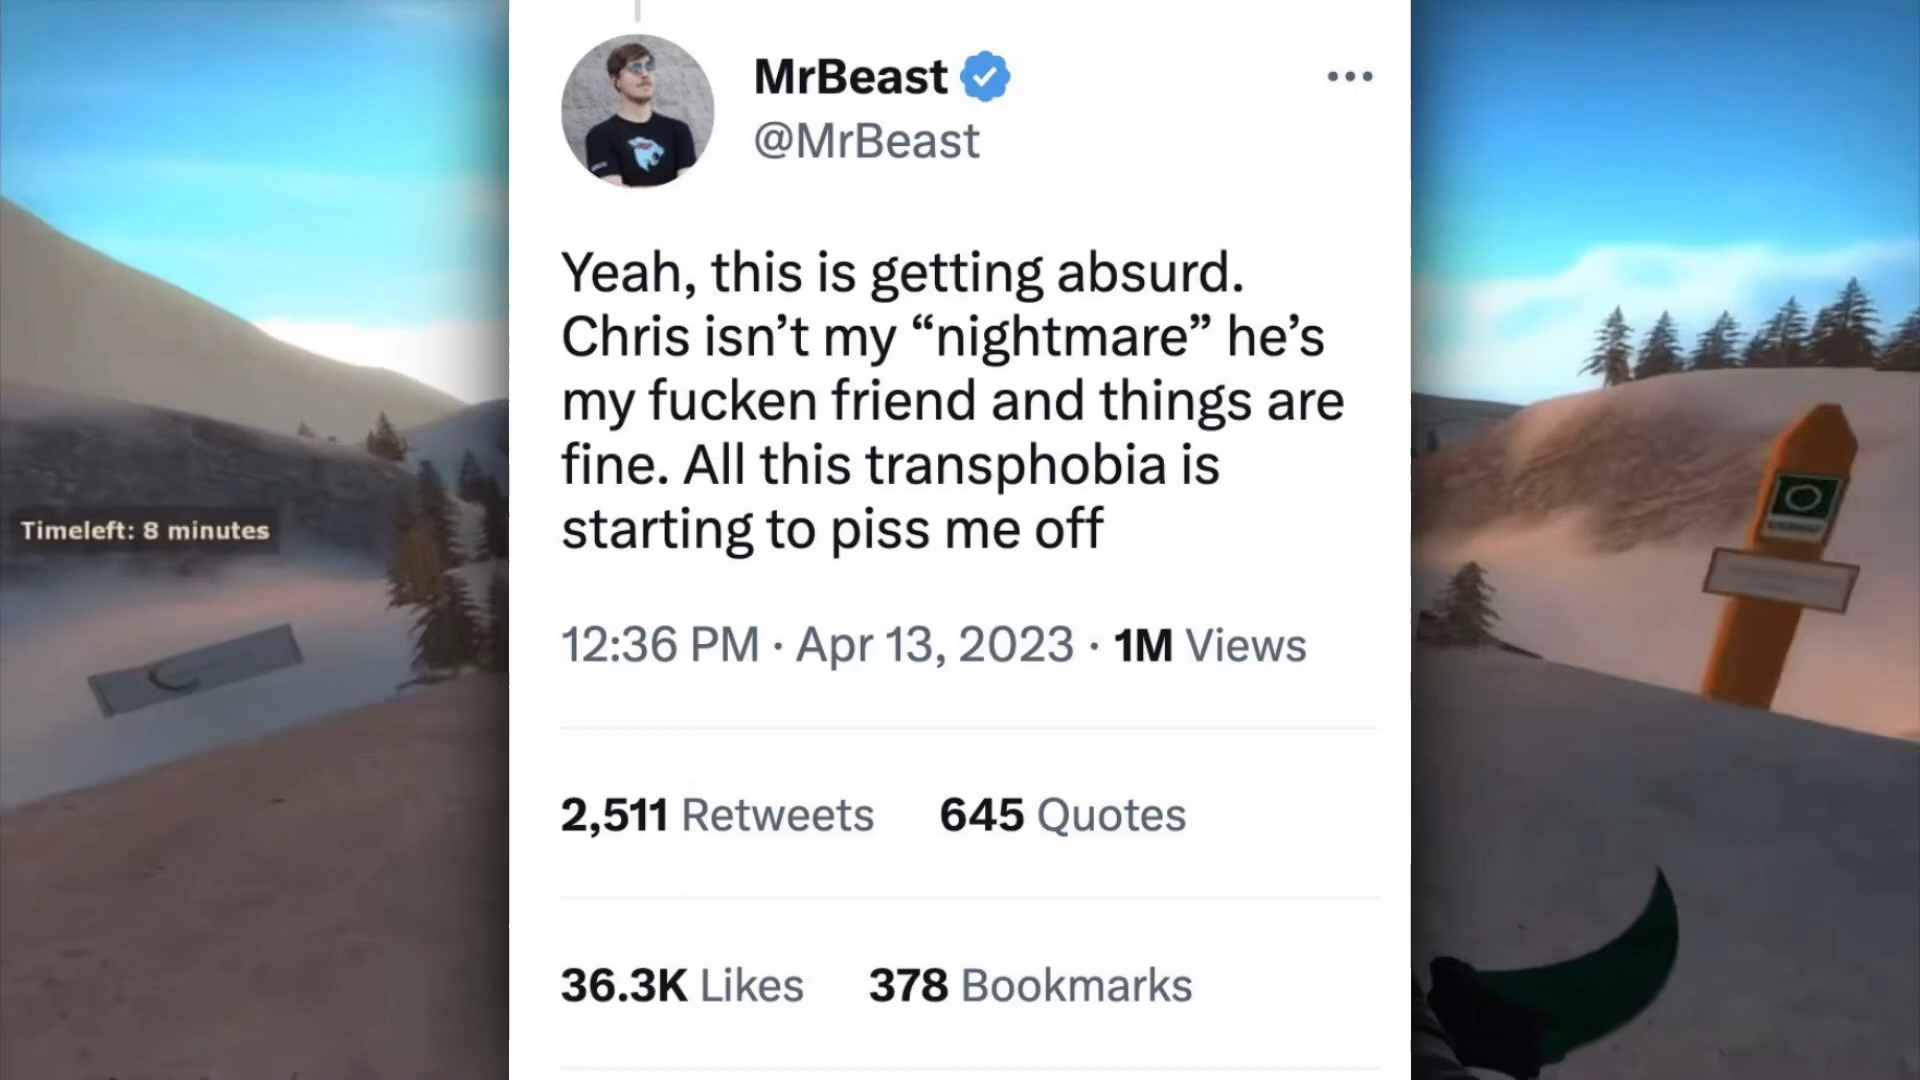 MrBeast
@MrBeast
Yeah, this is getting absurd.
Chris isn’t my “nightmare” he’s
my fucken friend and things are
fine. All this transphobia is
starting to piss me off
Timeleft: 8 minutes
12:36 PM · Apr 13, 2023 · 1M Views
2,511 Retweets 645 Quotes
36.3K Likes 378 Bookmarks